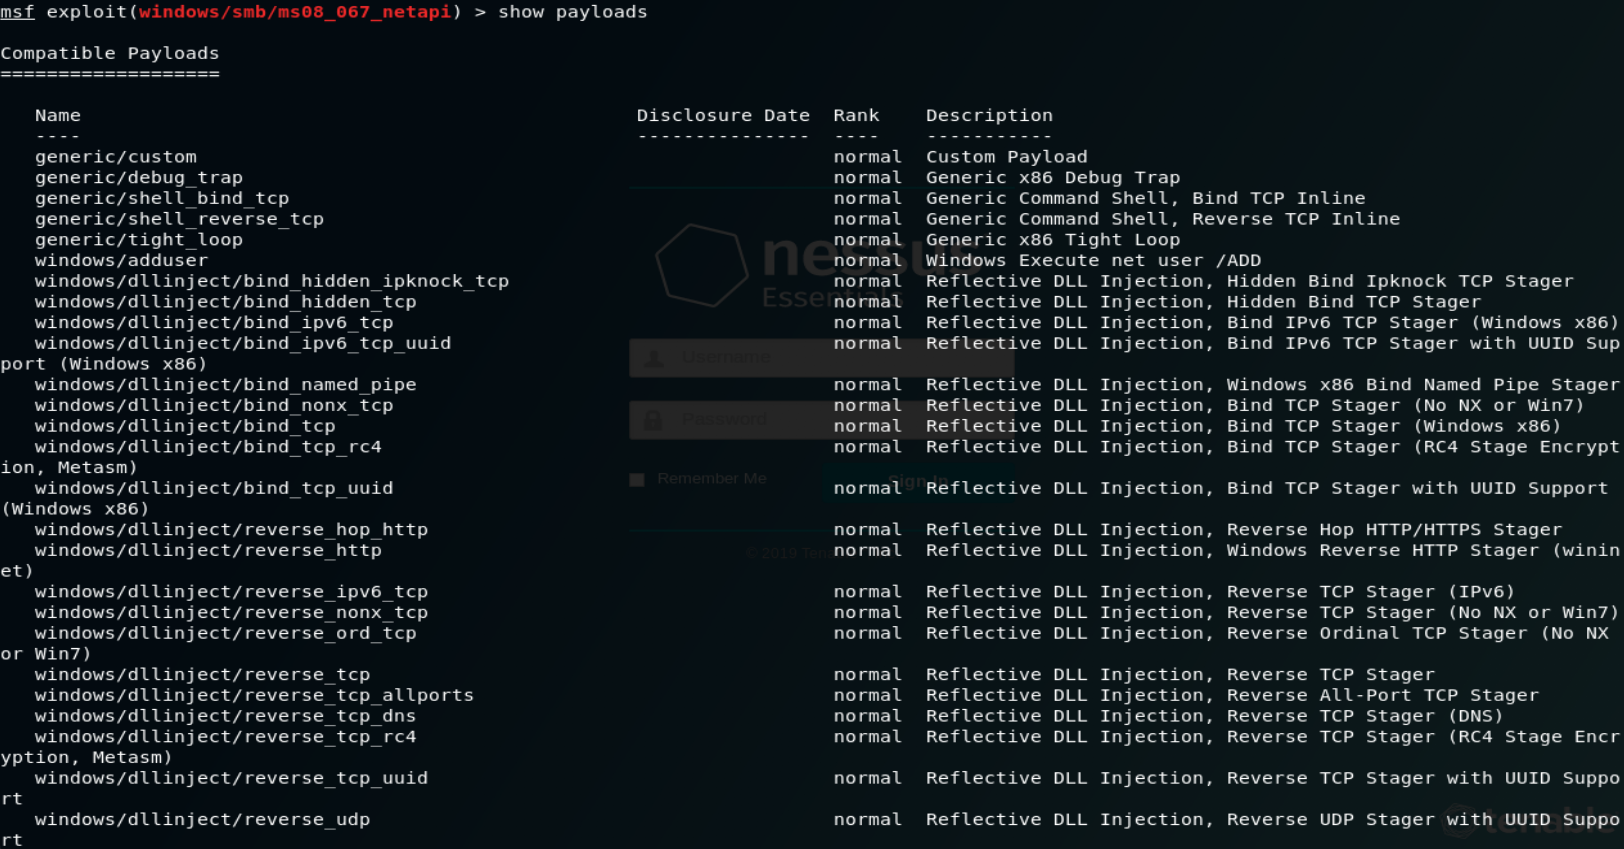 msf exploit(windows/smb/ms08_067_netapi) > show payloads
Compatible Payloads
===================
Name Disclosure Date Rank Description
---- --------------- ---- -----------
generic/custom normal Custom Payload
generic/debug_trap normal Generic x86 Debug Trap
generic/shell_bind_tcp normal Generic Command Shell, Bind TCP Inline
generic/shell_reverse_tcp normal Generic Command Shell, Reverse TCP Inline
generic/tight_loop normal Generic x86 Tight Loop
windows/adduser normal Windows Execute net user /ADD
windows/dllinject/bind_hidden_ipknock_tcp normal Reflective DLL Injection, Hidden Bind Ipknock TCP Stager
windows/dllinject/bind_hidden_tcp normal Reflective DLL Injection, Hidden Bind TCP Stager
windows/dllinject/bind_ipv6_tcp normal Reflective DLL Injection, Bind IPv6 TCP Stager (Windows x86)
windows/dllinject/bind_ipv6_tcp_uuid normal Reflective DLL Injection, Bind IPv6 TCP Stager with UUID Sup
port (Windows x86)
windows/dllinject/bind_named_pipe normal Reflective DLL Injection, Windows x86 Bind Named Pipe Stager
windows/dllinject/bind_nonx_tcp normal Reflective DLL Injection, Bind TCP Stager (No NX or Win7)
windows/dllinject/bind_tcp normal Reflective DLL Injection, Bind TCP Stager (Windows x86)
windows/dllinject/bind_tcp_rc4 normal Reflective DLL Injection, Bind TCP Stager (RC4 Stage Encrypt
ion, Metasm)
windows/dllinject/bind_tcp_uuid normal Reflective DLL Injection, Bind TCP Stager with UUID Support
(Windows x86)
windows/dllinject/reverse_hop_http normal Reflective DLL Injection, Reverse Hop HTTP/HTTPS Stager
windows/dllinject/reverse_http normal Reflective DLL Injection, Windows Reverse HTTP Stager (winin
et)
windows/dllinject/reverse_ipv6_tcp normal Reflective DLL Injection, Reverse TCP Stager (IPv6)
windows/dllinject/reverse_nonx_tcp normal Reflective DLL Injection, Reverse TCP Stager (No NX or Win7)
windows/dllinject/reverse_ord_tcp normal Reflective DLL Injection, Reverse Ordinal TCP Stager (No NX
or Win7)
windows/dllinject/reverse_tcp normal Reflective DLL Injection, Reverse TCP Stager
windows/dllinject/reverse_tcp_allports normal Reflective DLL Injection, Reverse All-Port TCP Stager
windows/dllinject/reverse_tcp_dns normal Reflective DLL Injection, Reverse TCP Stager (DNS)
windows/dllinject/reverse_tcp_rc4 normal Reflective DLL Injection, Reverse TCP Stager (RC4 Stage Encr
yption, Metasm)
windows/dllinject/reverse_tcp_uuid normal Reflective DLL Injection, Reverse TCP Stager with UUID Suppo
rt
windows/dllinject/reverse_udp normal Reflective DLL Injection, Reverse UDP Stager with UUID Suppo
rt
nessus
Essentials
Username
Password
Remember Me
Sign In
© 2019
tenable